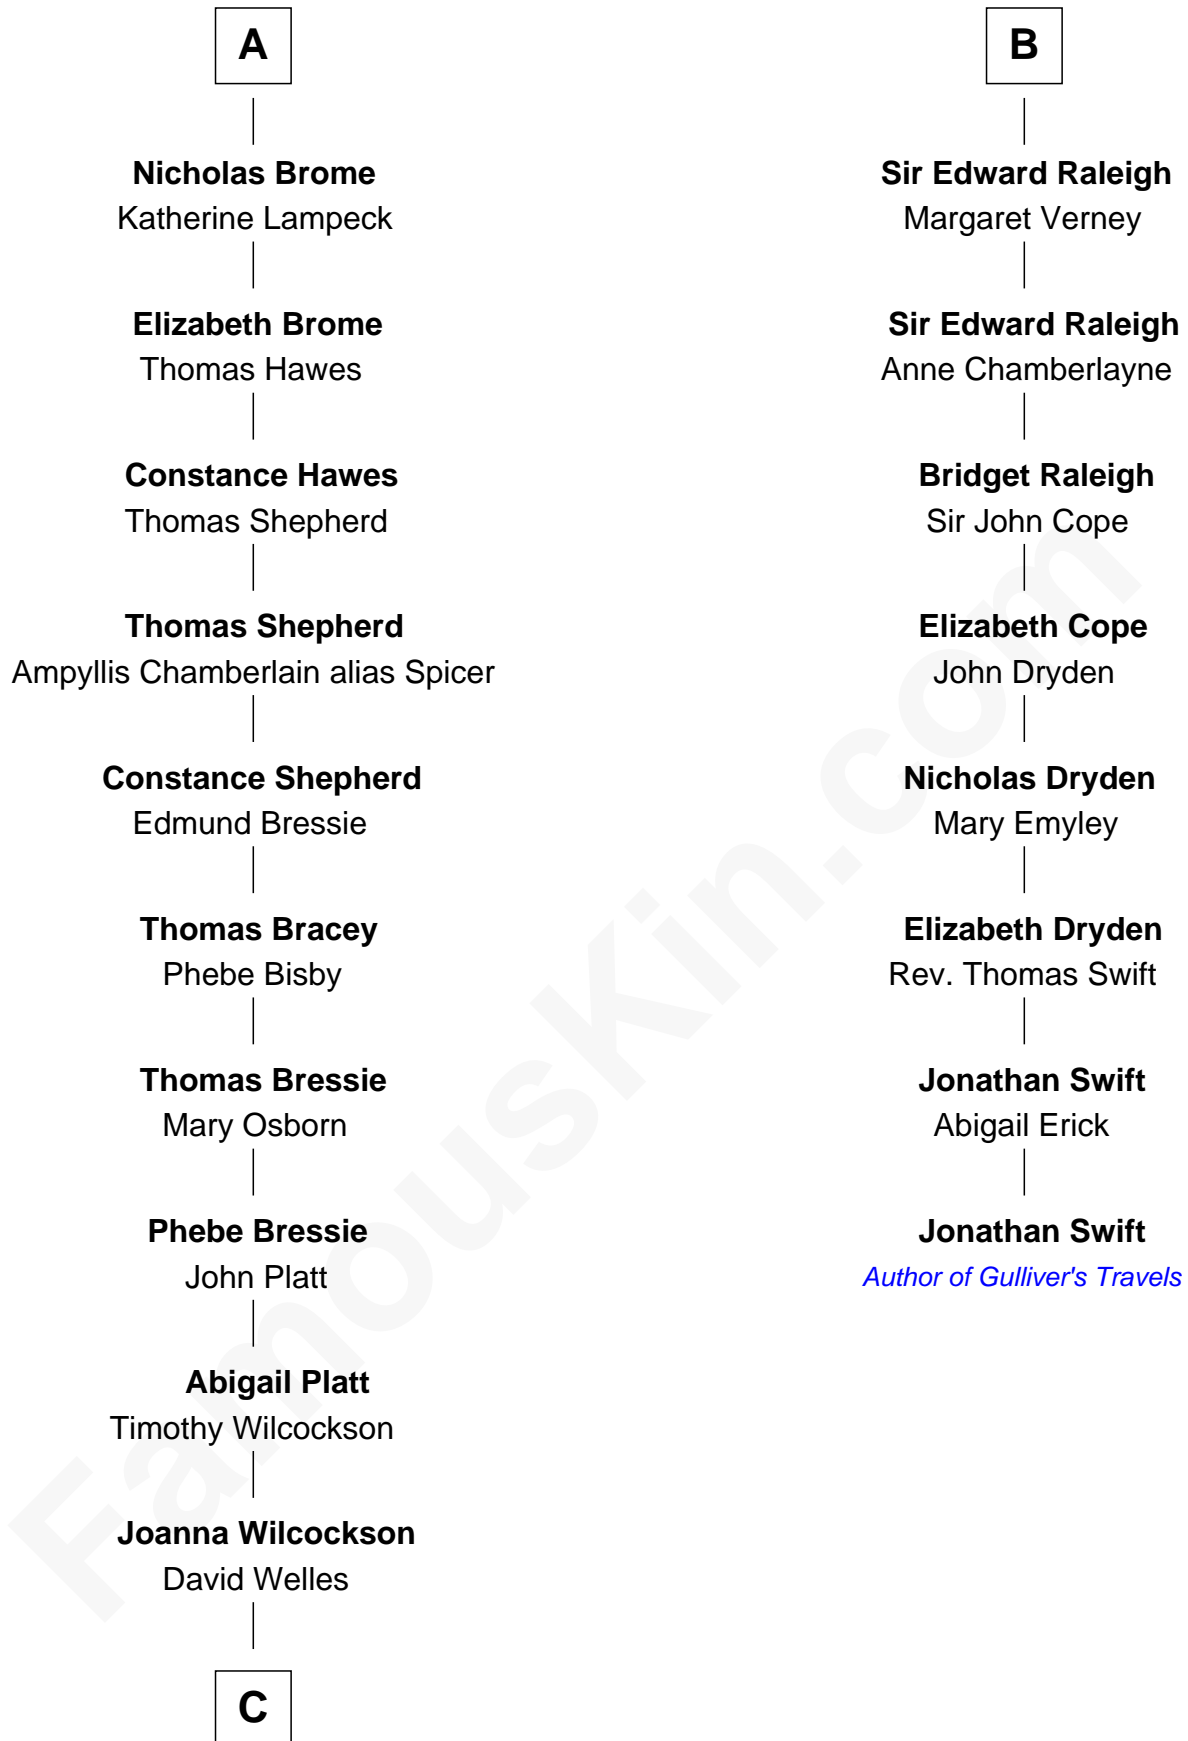 A
Nicholas Brome
Katherine Lampeck
Elizabeth Brome
Thomas Hawes
Constance Hawes
Thomas Shepherd
Thomas Shepherd
Ampyllis Chamberlain alias Spicer
Constance Shepherd
Edmund Bressie
Thomas Bracey
Phebe Bisby
Thomas Bressie
Mary Osborn
Phebe Bressie
John Platt
Abigail Platt
Timothy Wilcockson
Joanna Wilcockson
David Welles
C
B
Sir Edward Raleigh
Margaret Verney
Sir Edward Raleigh
Anne Chamberlayne
Bridget Raleigh
Sir John Cope
Elizabeth Cope
John Dryden
Nicholas Dryden
Mary Emyley
Elizabeth Dryden
Rev. Thomas Swift
Jonathan Swift
Abigail Erick
Jonathan Swift
Author of Gulliver's Travels
FamousKin.com